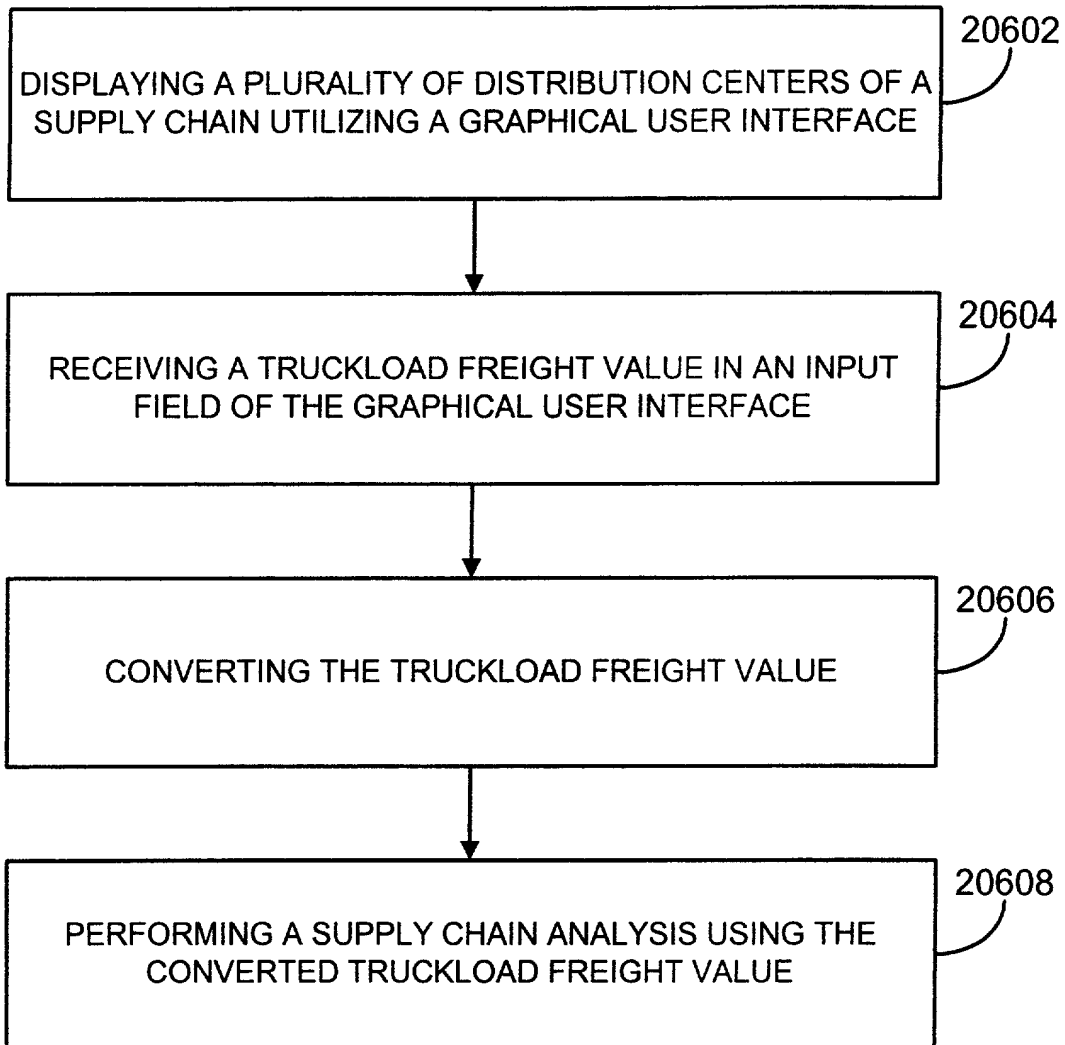 20602
DISPLAYING A PLURALITY OF DISTRIBUTION CENTERS OF A
SUPPLY CHAIN UTILIZING A GRAPHICAL USER INTERFACE
20604
RECEIVING A TRUCKLOAD FREIGHT VALUE IN AN INPUT
FIELD OF THE GRAPHICAL USER INTERFACE
20606
CONVERTING THE TRUCKLOAD FREIGHT VALUE
20608
PERFORMING A SUPPLY CHAIN ANALYSIS USING THE
CONVERTED TRUCKLOAD FREIGHT VALUE